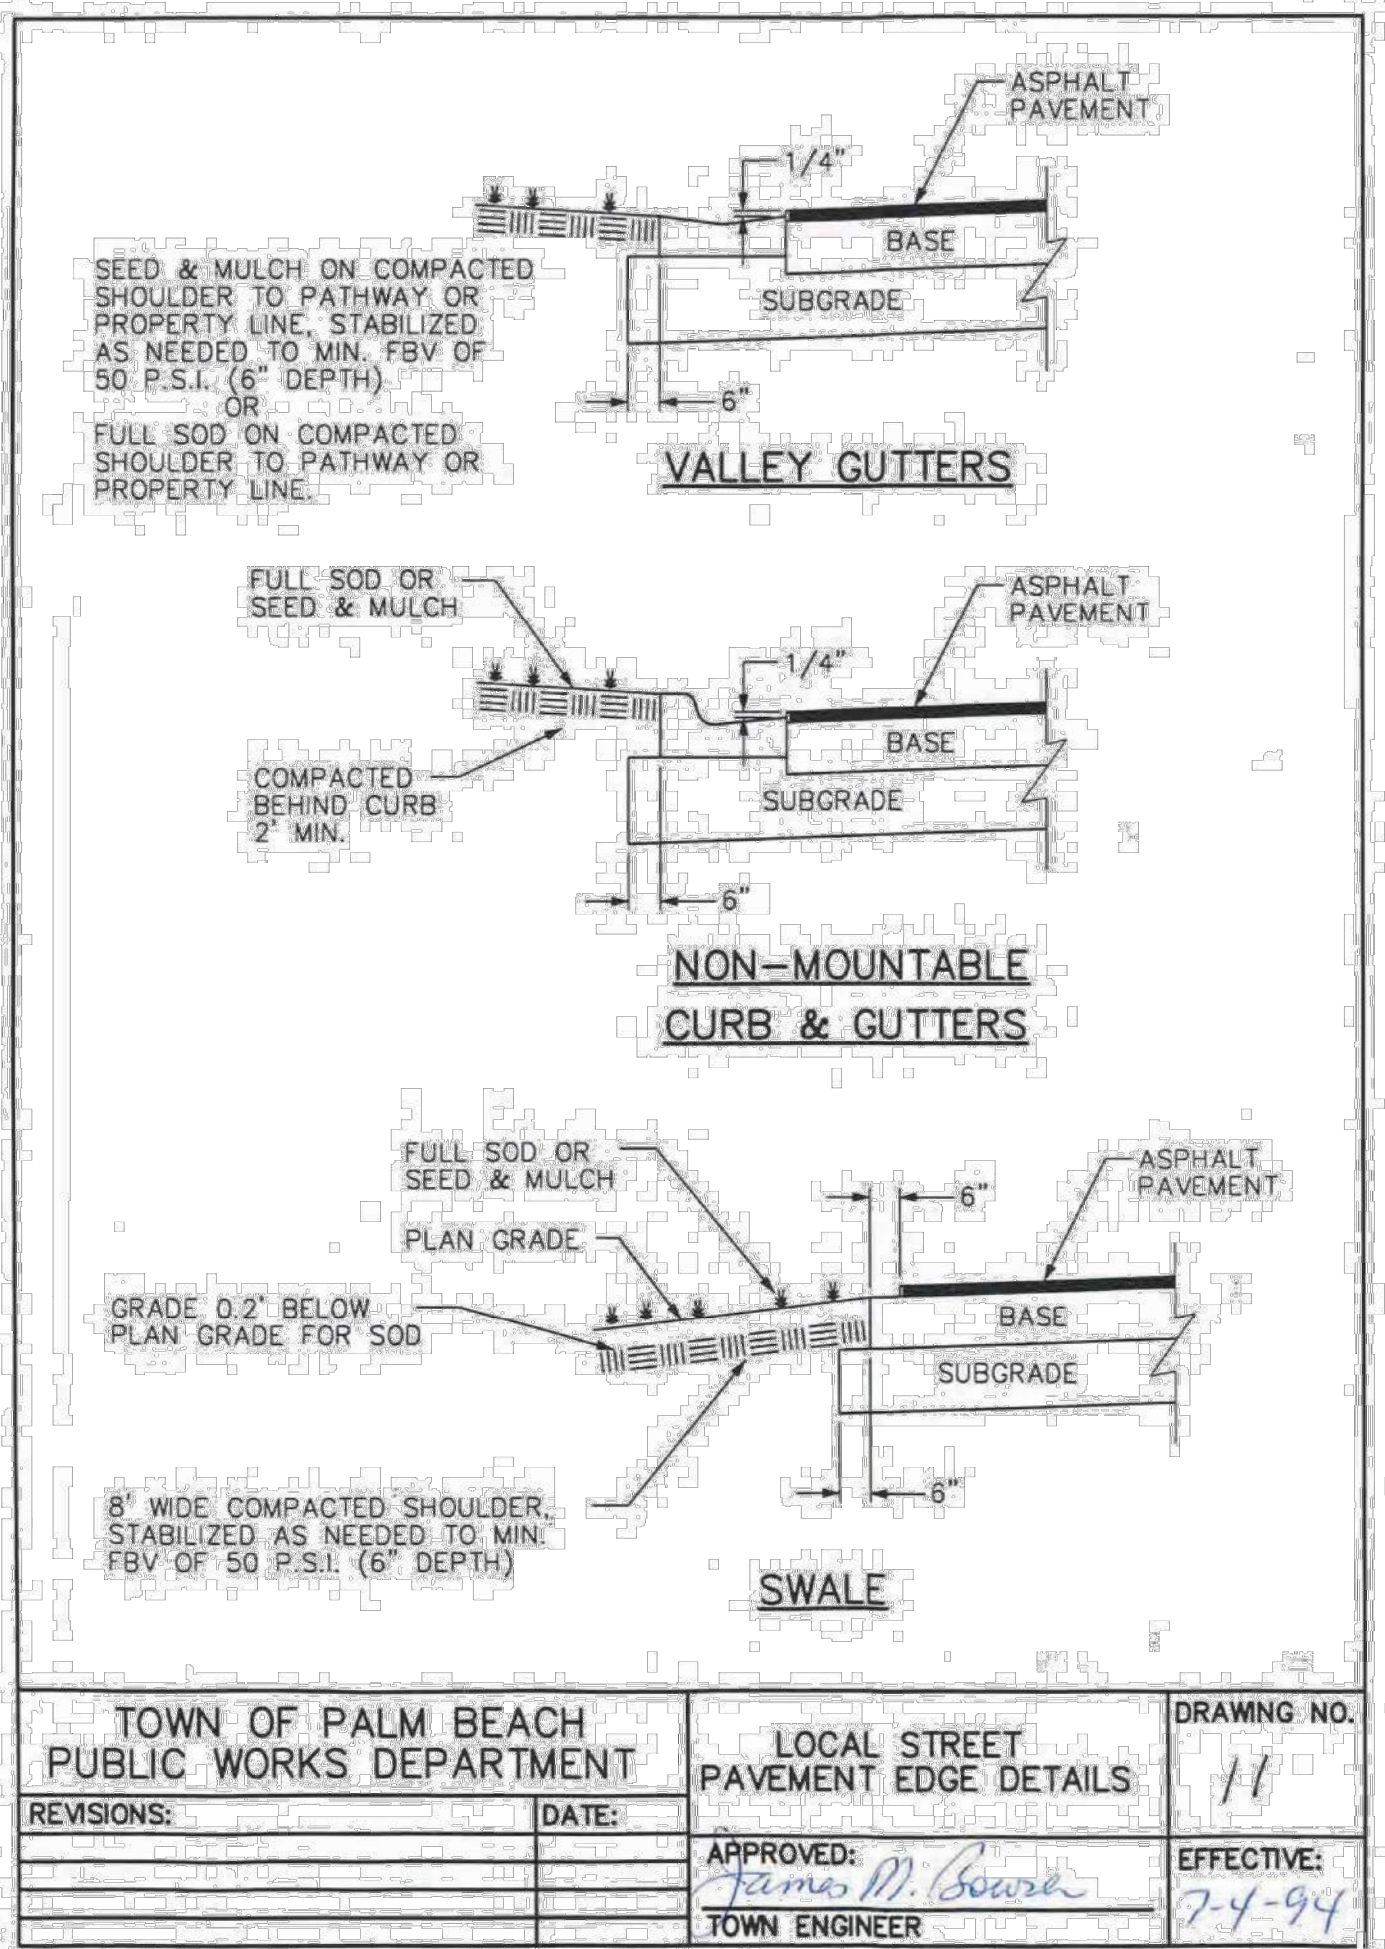 ASPHALT
PAVEMENT
1/4"
BASE
SUBGRADE
SEED & MULCH ON COMPACTED
SHOULDER TO PATHWAY OR
PROPERTY LINE, STABILIZED
AS NEEDED TO MIN. FBV OF
50 P.S.I. (6" DEPTH)
OR
FULL SOD ON COMPACTED
SHOULDER TO PATHWAY OR
PROPERTY LINE.
6"
VALLEY GUTTERS
FULL SOD OR
SEED & MULCH
ASPHALT
PAVEMENT
1/4"
BASE
SUBGRADE
COMPACTED
BEHIND CURB
2' MIN.
6"
NON-MOUNTABLE
CURB & GUTTERS
FULL SOD OR
SEED & MULCH
ASPHALT
PAVEMENT
6"
PLAN GRADE
GRADE 0.2' BELOW
PLAN GRADE FOR SOD
BASE
SUBGRADE
8' WIDE COMPACTED SHOULDER,
STABILIZED AS NEEDED TO MIN.
FBV OF 50 P.S.I. (6" DEPTH)
6"
SWALE
TOWN OF PALM BEACH
PUBLIC WORKS DEPARTMENT
REVISIONS:
DATE:
LOCAL STREET
PAVEMENT EDGE DETAILS
DRAWING NO.
11
APPROVED:
James M. Bowser
TOWN ENGINEER
EFFECTIVE:
7-4-94